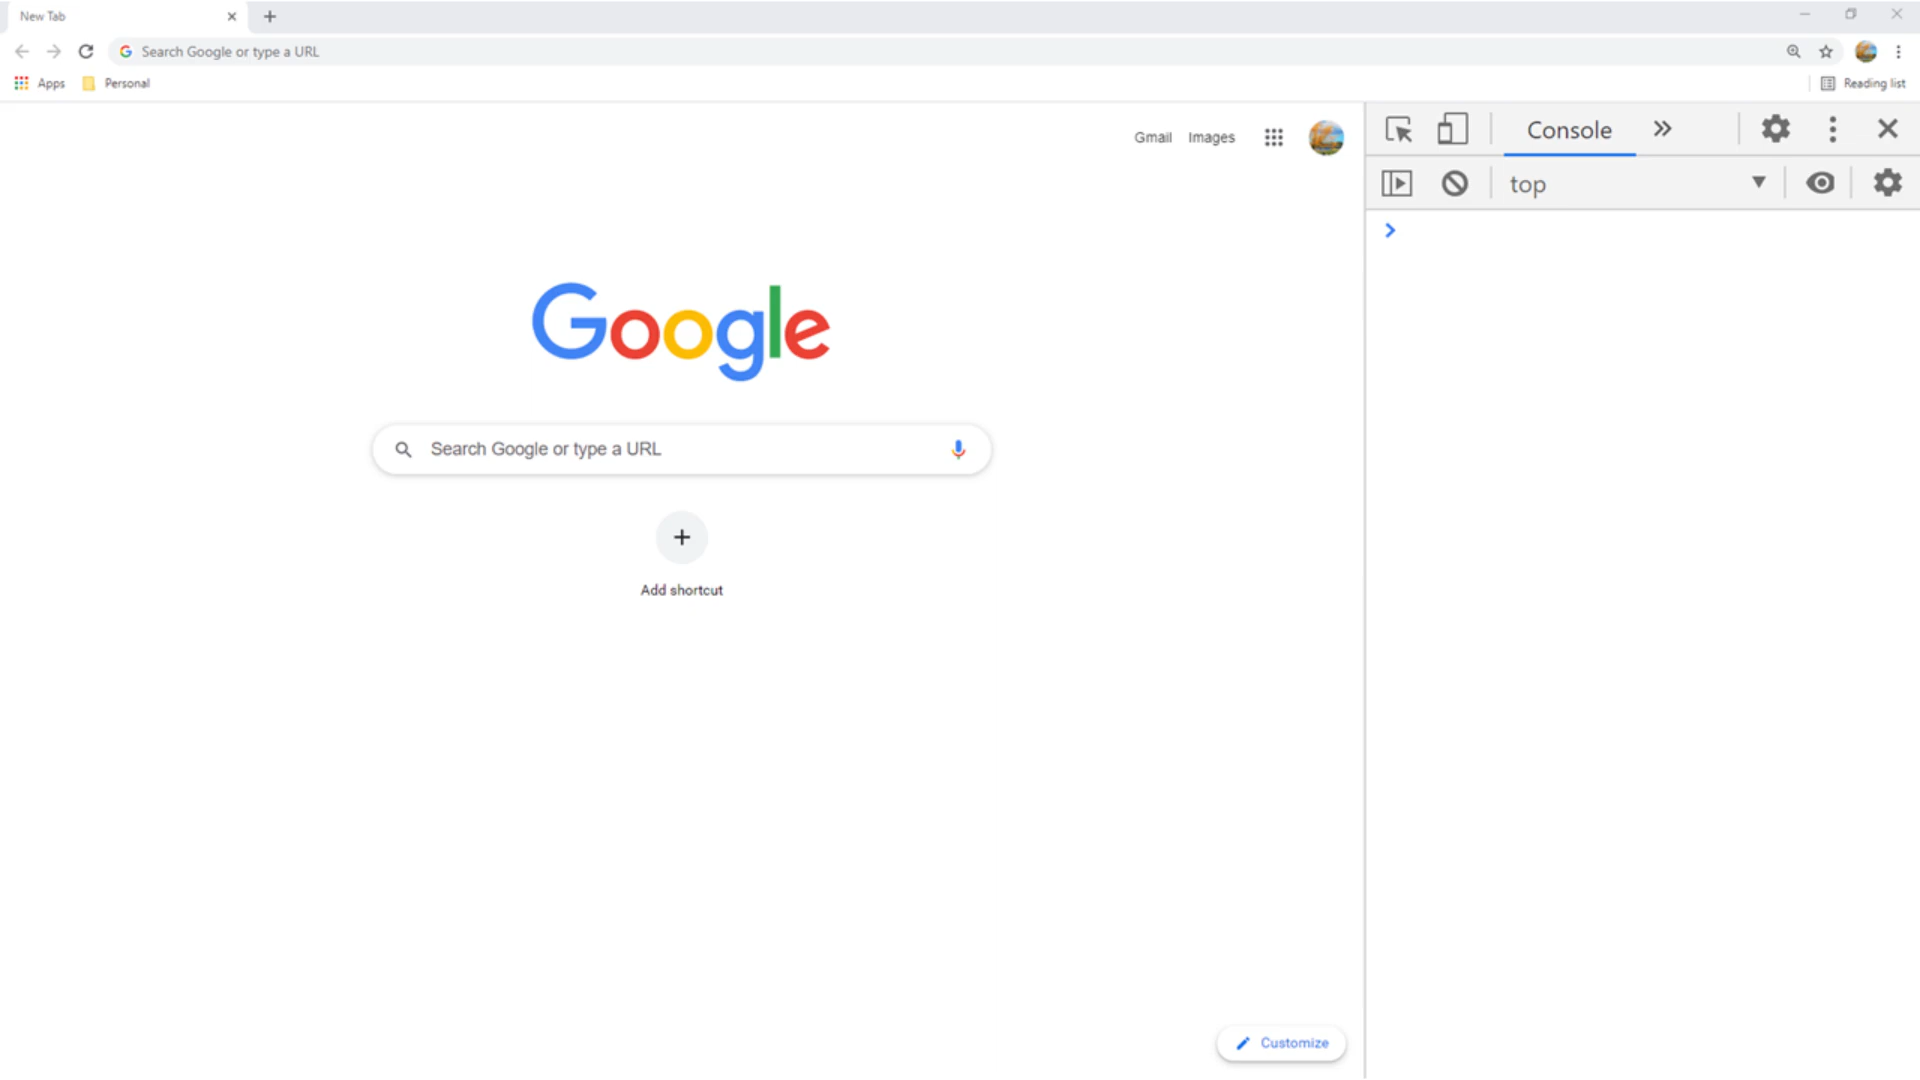 New Tab
Search Google or type a URL
Apps Personal Reading list
Gmail Images
Console
top
Google
Search Google or type a URL
Add shortcut
Customize